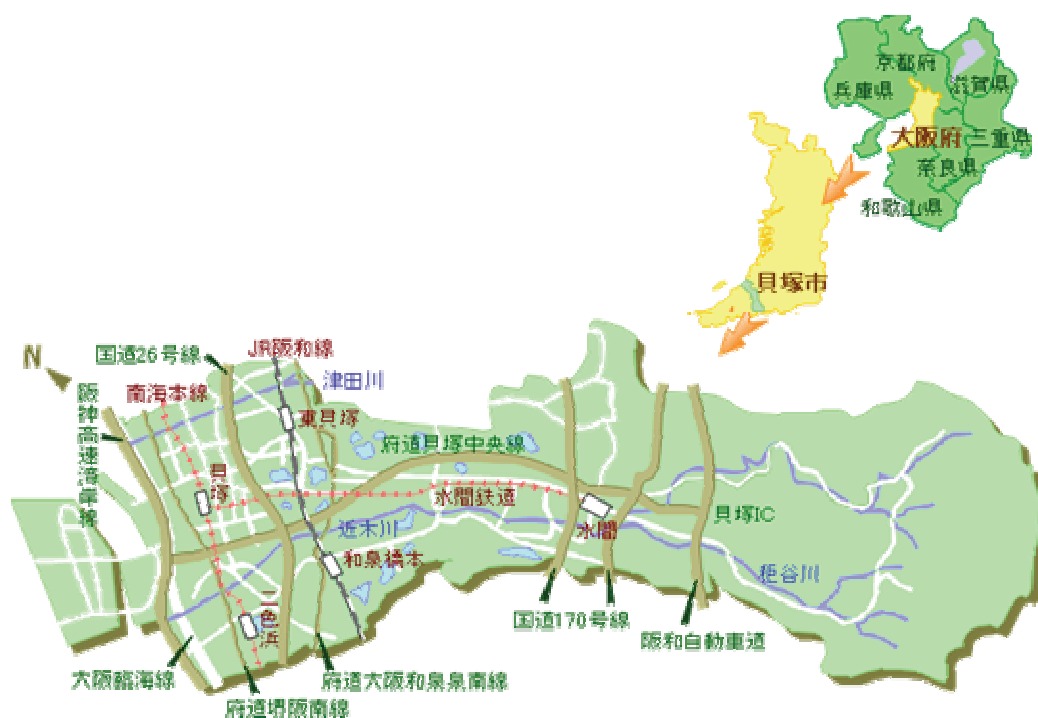 京都府
滋賀県
兵庫県
大阪府
三重県
奈良県
和歌山県
貝塚市
N
国道26号線
JR阪和線
南海本線
津田川
阪神高速湾岸線
東貝塚
府道貝塚中央線
貝塚
水間鉄道
近木川
水間
貝塚IC
和泉橋本
秬谷川
二色浜
国道170号線
阪和自動車道
大阪臨海線
府道大阪和泉泉南線
府道堺阪南線